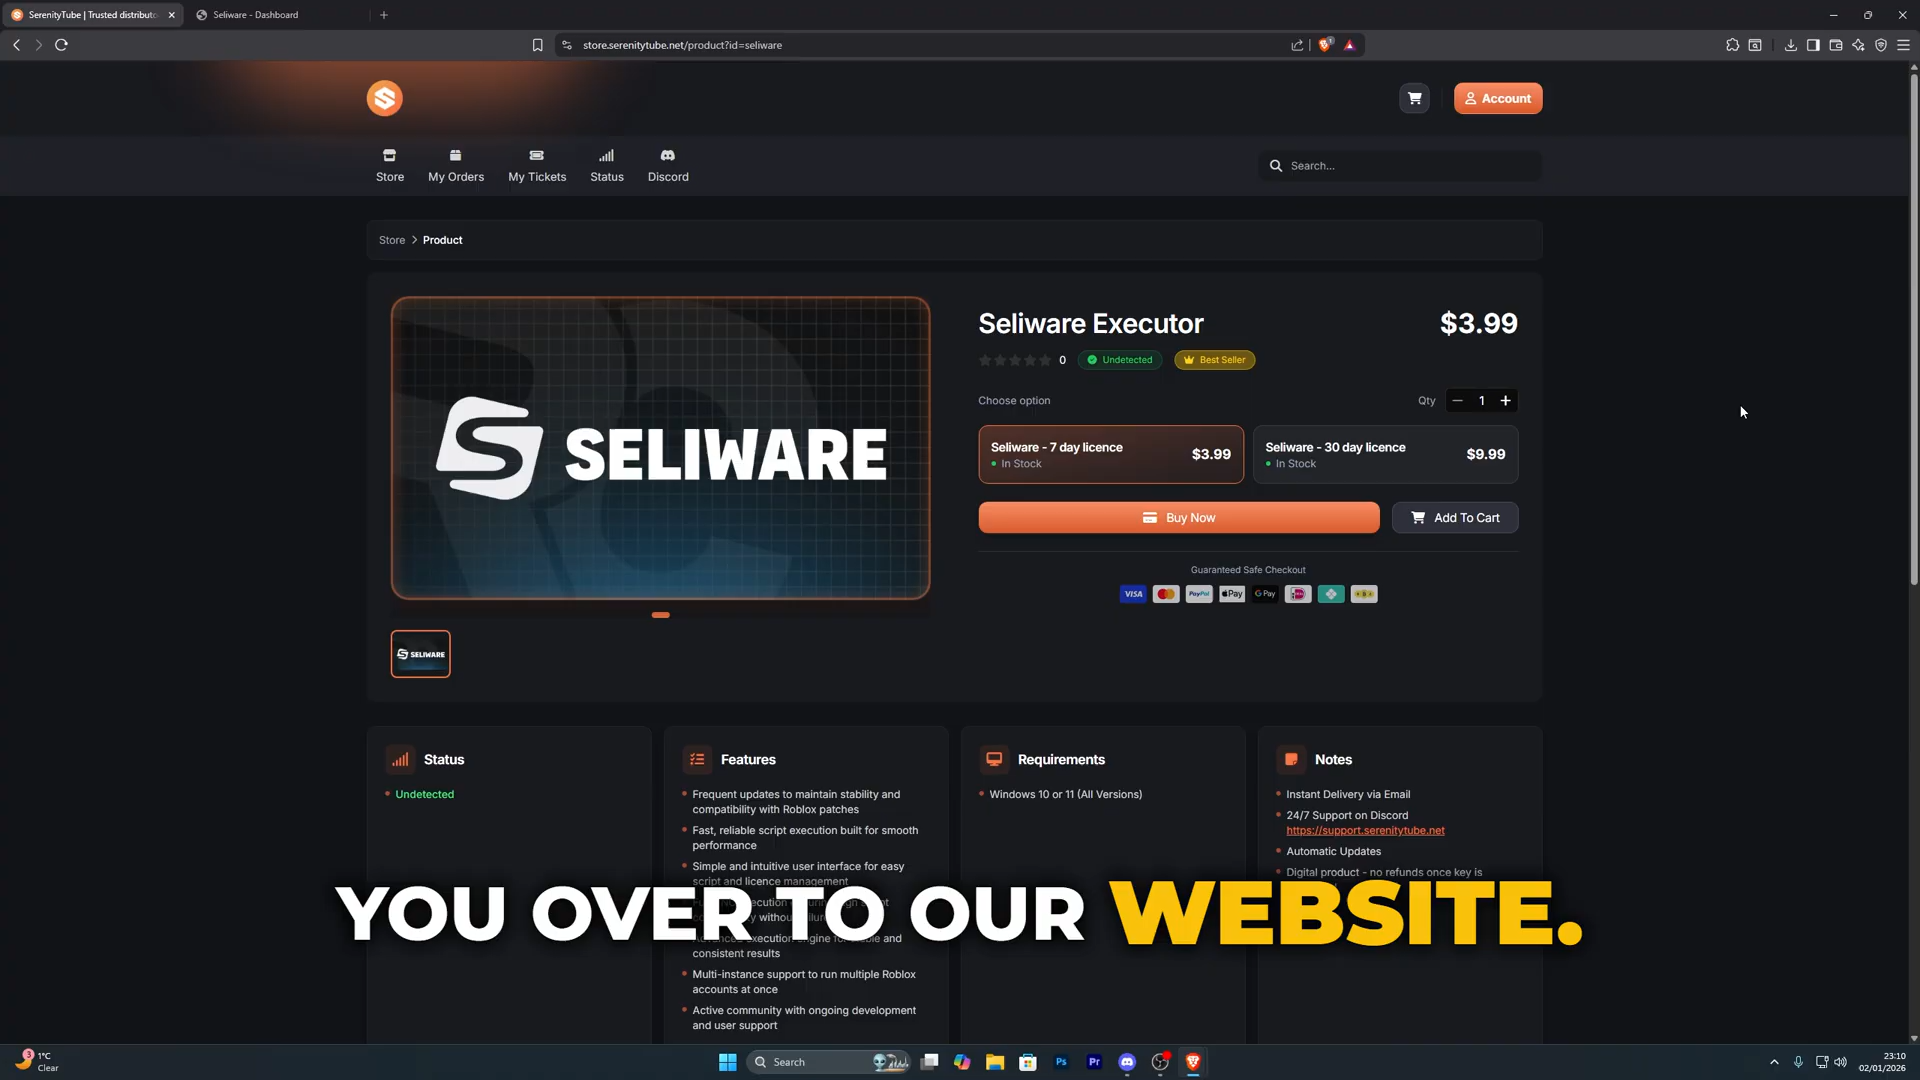 SerenityTube | Trusted distributo
Seliware - Dashboard
store.serenitytube.net/product?id=seliware
Account
Store
My Orders
My Tickets
Status
Discord
Search...
Store > Product
SELIWARE
SELIWARE
Seliware Executor
$3.99
0
Undetected
Best Seller
Choose option
Qty
1
Seliware - 7 day licence
In Stock
$3.99
Seliware - 30 day licence
In Stock
$9.99
Buy Now
Add To Cart
Guaranteed Safe Checkout
VISA
PayPal
Pay
G Pay
Status
Undetected
Features
Frequent updates to maintain stability and
compatibility with Roblox patches
Fast, reliable script execution built for smooth
performance
Simple and intuitive user interface for easy
script and licence management
consistent results
Multi-instance support to run multiple Roblox
accounts at once
Active community with ongoing development
and user support
Requirements
Windows 10 or 11 (All Versions)
Notes
Instant Delivery via Email
24/7 Support on Discord
https://support.serenitytube.net
Automatic Updates
Digital product - no refunds once key is
YOU OVER TO OUR WEBSITE.
3
1°C
Clear
Search
Ps
Pr
23:10
02/01/2026